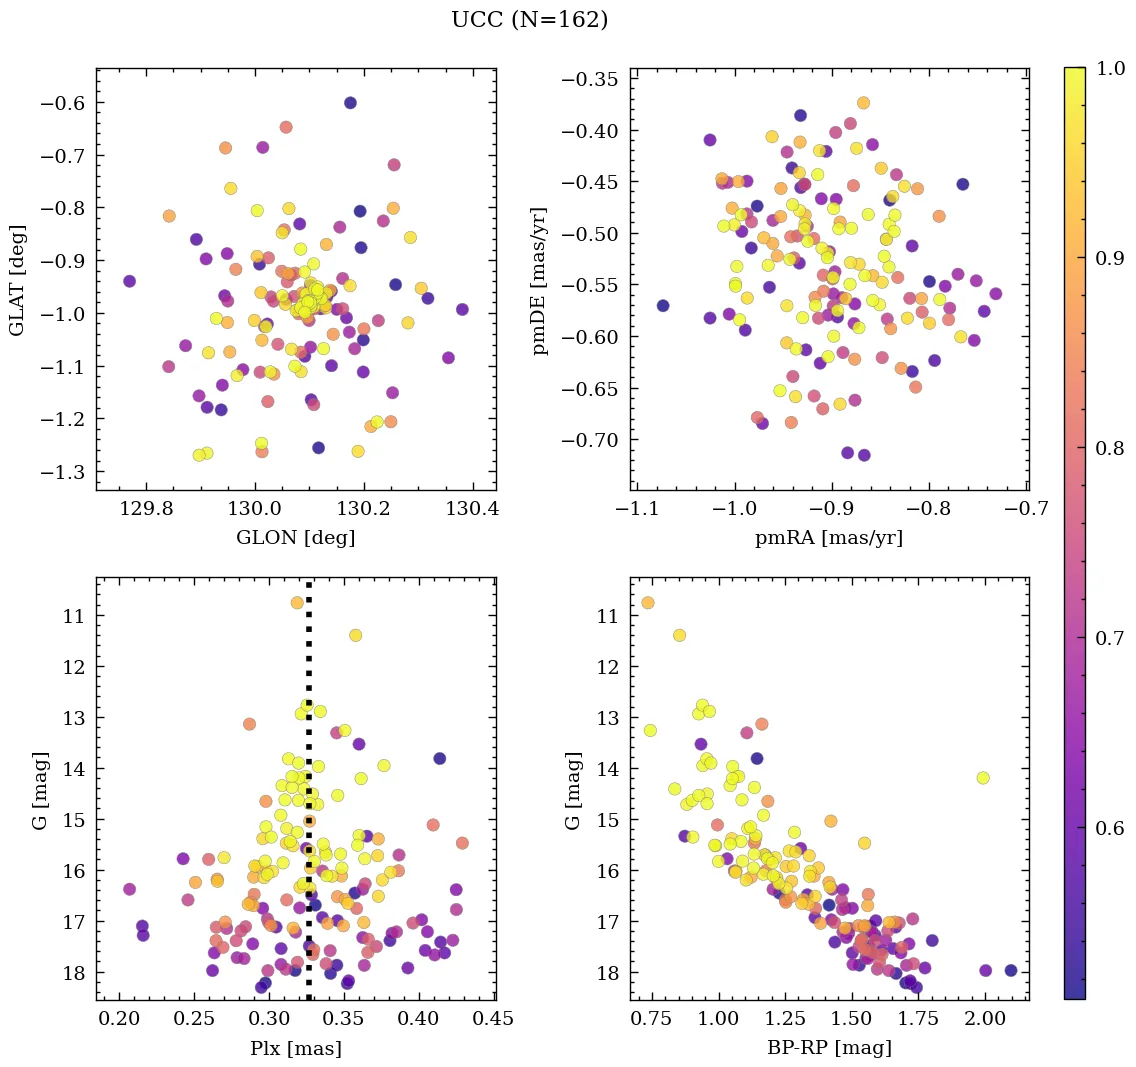 UCC (N=162)
−0.6
−0.7
−0.8
−0.9
−1.0
−1.1
−1.2
−1.3
GLAT [deg]
129.8 130.0 130.2 130.4
GLON [deg]
−0.35
−0.40
−0.45
−0.50
−0.55
−0.60
−0.65
−0.70
pmDE [mas/yr]
−1.1 −1.0 −0.9 −0.8 −0.7
pmRA [mas/yr]
11
12
13
14
15
16
17
18
G [mag]
0.20 0.25 0.30 0.35 0.40 0.45
Plx [mas]
11
12
13
14
15
16
17
18
G [mag]
0.75 1.00 1.25 1.50 1.75 2.00
BP-RP [mag]
1.0
0.9
0.8
0.7
0.6